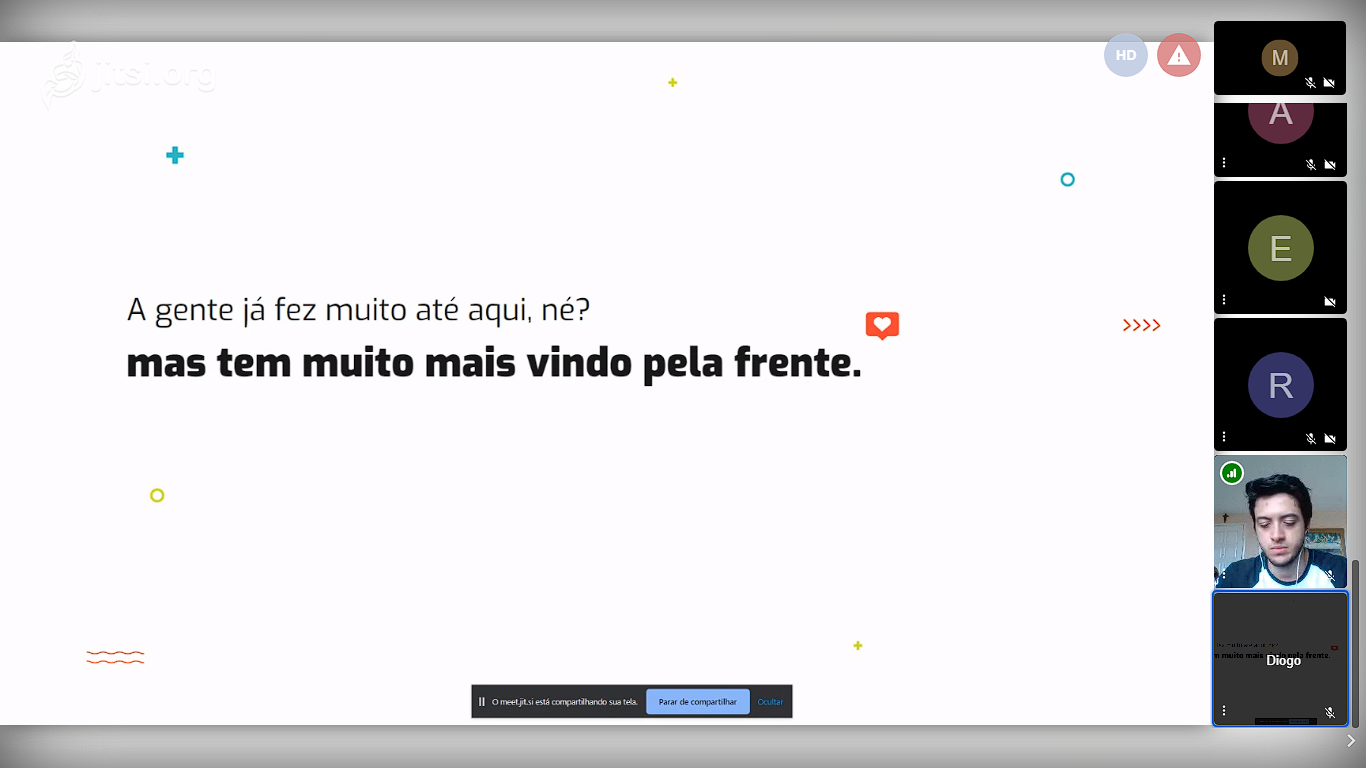 jitsi.org
HD
M
A
A gente já fez muito até aqui, né?
mas tem muito mais vindo pela frente.
E
R
Diogo
O meet.jit.si está compartilhando sua tela.
Parar de compartilhar
Ocultar